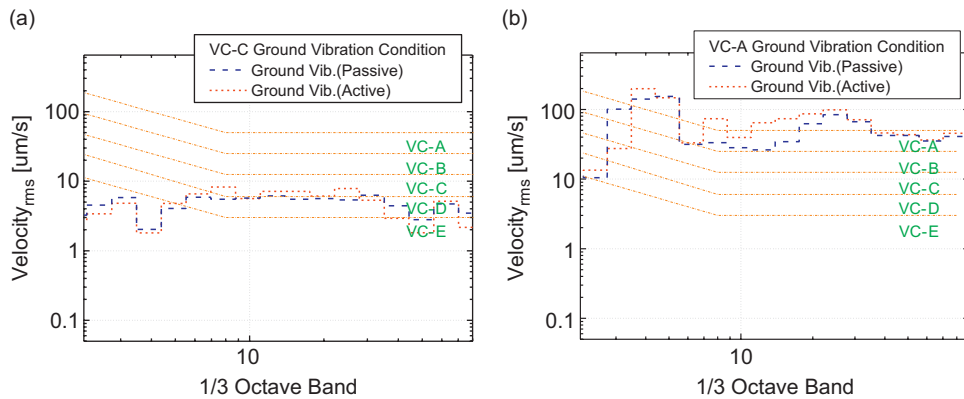 (a)
VC-C Ground Vibration Condition
Ground Vib.(Passive)
Ground Vib.(Active)
100
10
1
0.1
Velocityrms [um/s]
VC-A
VC-B
VC-C
VC-D
VC-E
10
1/3 Octave Band
(b)
VC-A Ground Vibration Condition
Ground Vib.(Passive)
Ground Vib.(Active)
100
10
1
0.1
Velocityrms [um/s]
VC-A
VC-B
VC-C
VC-D
VC-E
10
1/3 Octave Band